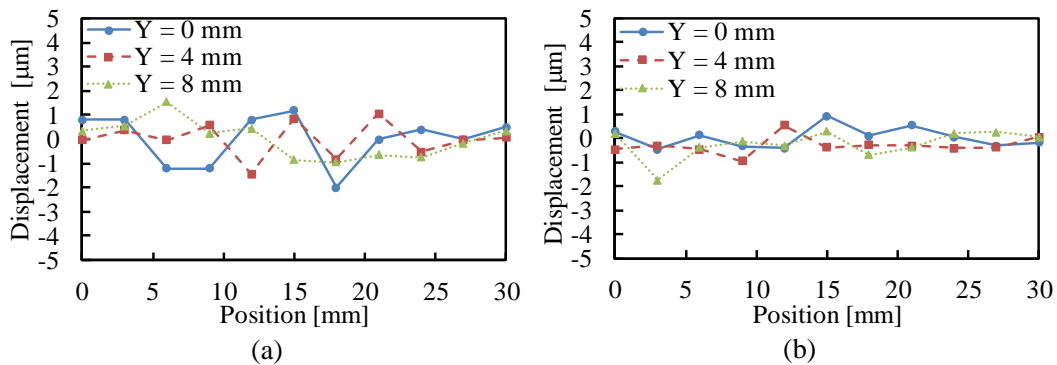 5
4
3
2
1
0
-1
-2
-3
-4
-5
Displacement [μm]
Y = 0 mm
Y = 4 mm
Y = 8 mm
0 5 10 15 20 25 30
Position [mm]
(a)
5
4
3
2
1
0
-1
-2
-3
-4
-5
Displacement [μm]
Y = 0 mm
Y = 4 mm
Y = 8 mm
0 5 10 15 20 25 30
Position [mm]
(b)